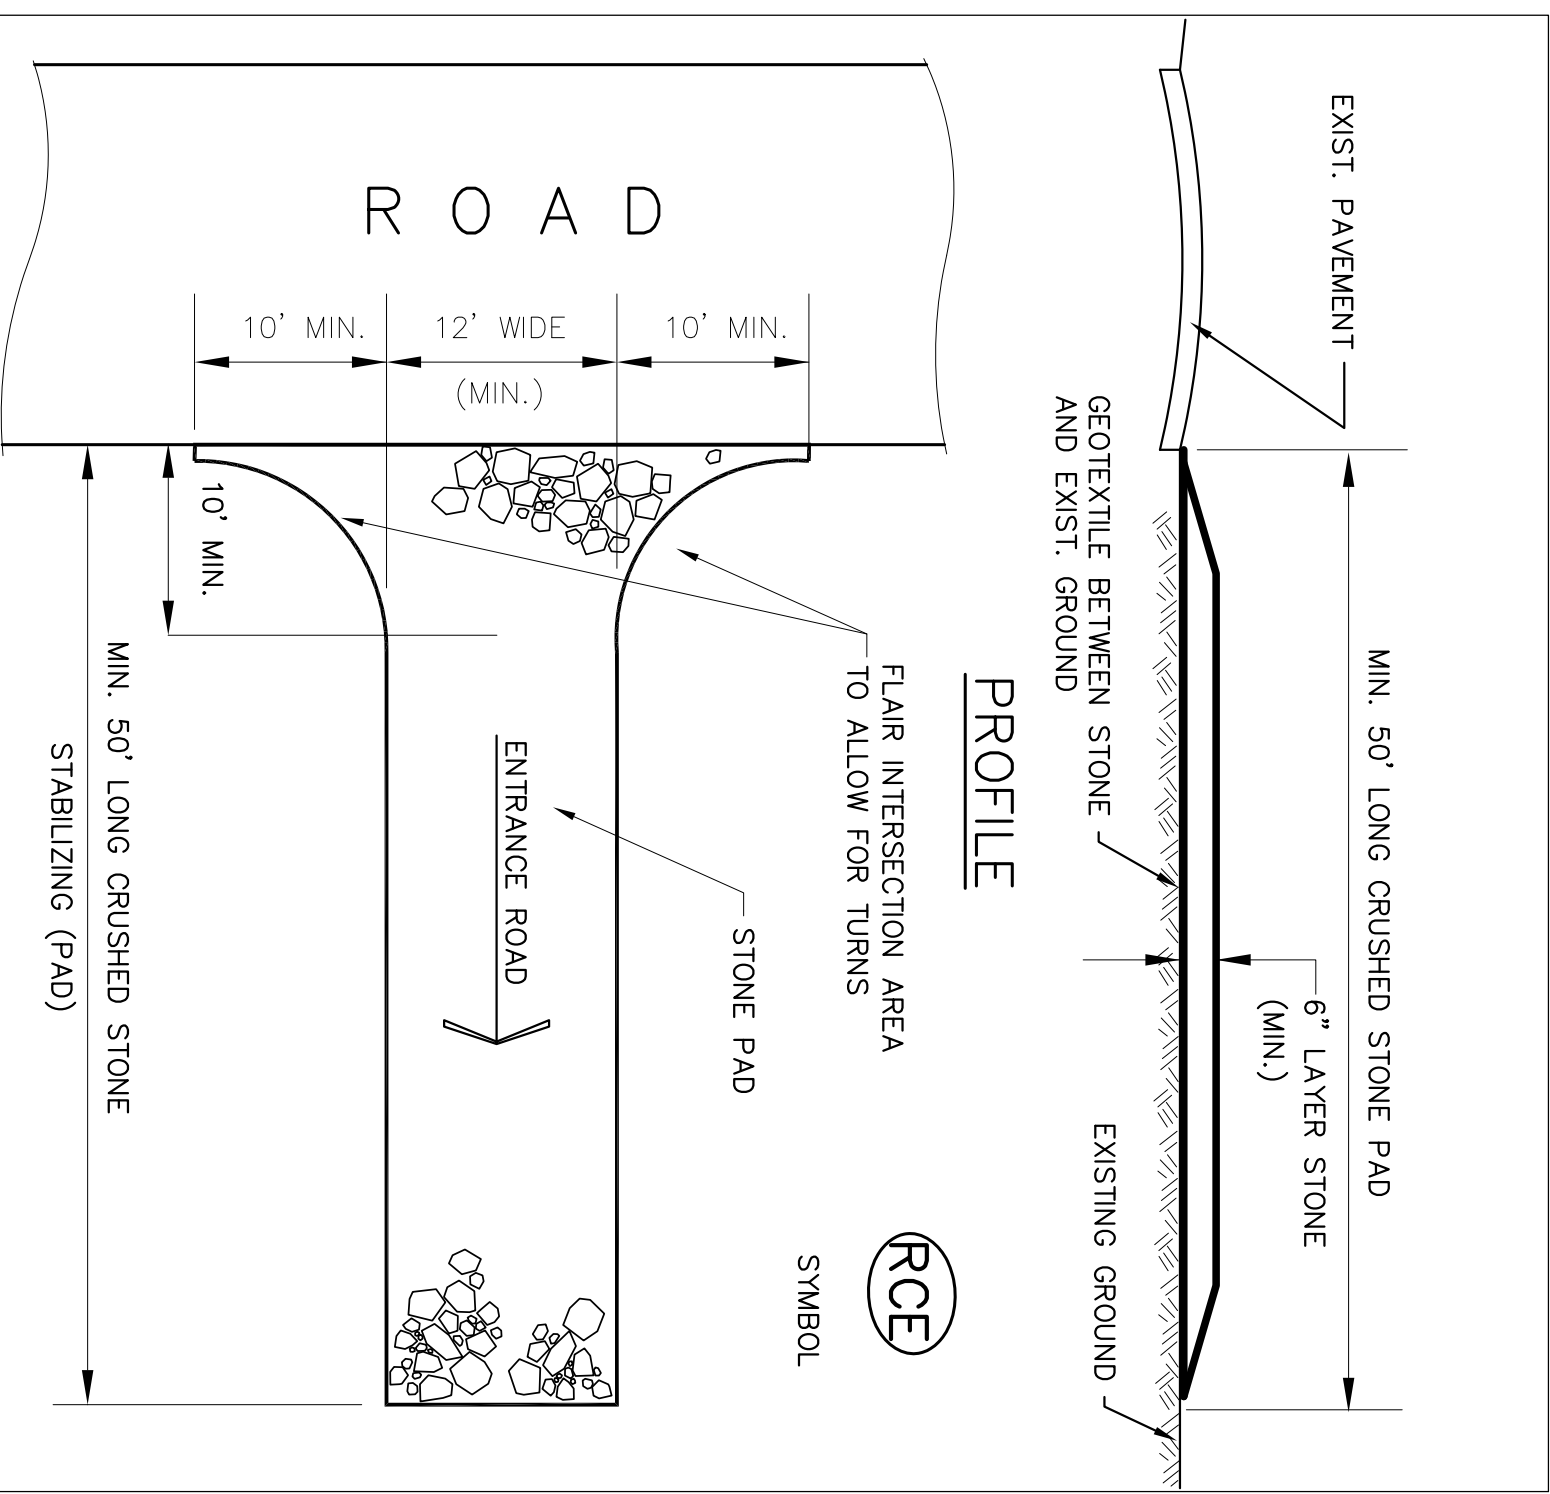 MIN. 50' LONG CRUSHED STONE PAD
EXIST. PAVEMENT
6" LAYER STONE
(MIN.)
GEOTEXTILE BETWEEN STONE
AND EXIST. GROUND
EXISTING GROUND
PROFILE
RCE
SYMBOL
FLAIR INTERSECTION AREA
TO ALLOW FOR TURNS
STONE PAD
ROAD
10' MIN.
12' WIDE
(MIN.)
10' MIN.
ENTRANCE ROAD
10' MIN.
MIN. 50' LONG CRUSHED STONE
STABILIZING (PAD)